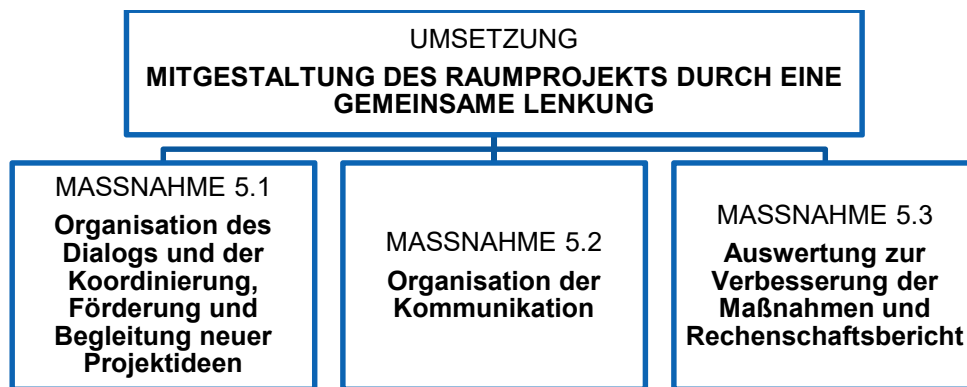 UMSETZUNG
MITGESTALTUNG DES RAUMPROJEKTS DURCH EINE
GEMEINSAME LENKUNG
MASSNAHME 5.1
Organisation des
Dialogs und der
Koordinierung,
Förderung und
Begleitung neuer
Projektideen
MASSNAHME 5.2
Organisation der
Kommunikation
MASSNAHME 5.3
Auswertung zur
Verbesserung der
Maßnahmen und
Rechenschaftsbericht